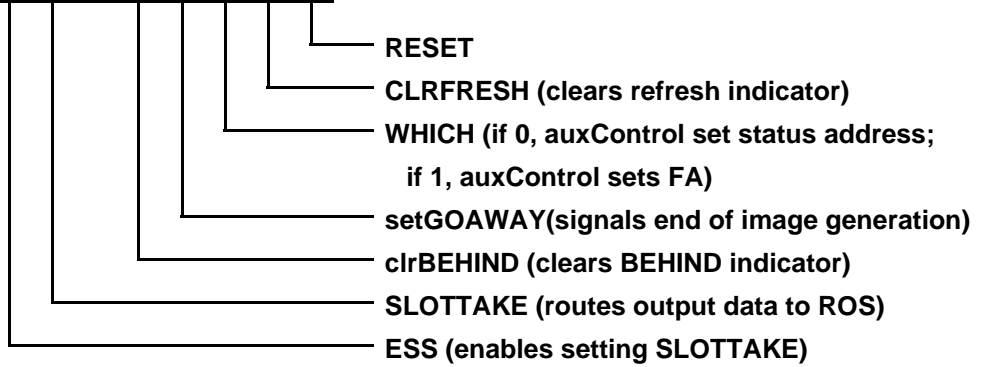 RESET
CLRFRESH (clears refresh indicator)
WHICH (if 0, auxControl set status address;
if 1, auxControl sets FA)
setGOAWAY(signals end of image generation)
clrBEHIND (clears BEHIND indicator)
SLOTTAKE (routes output data to ROS)
ESS (enables setting SLOTTAKE)